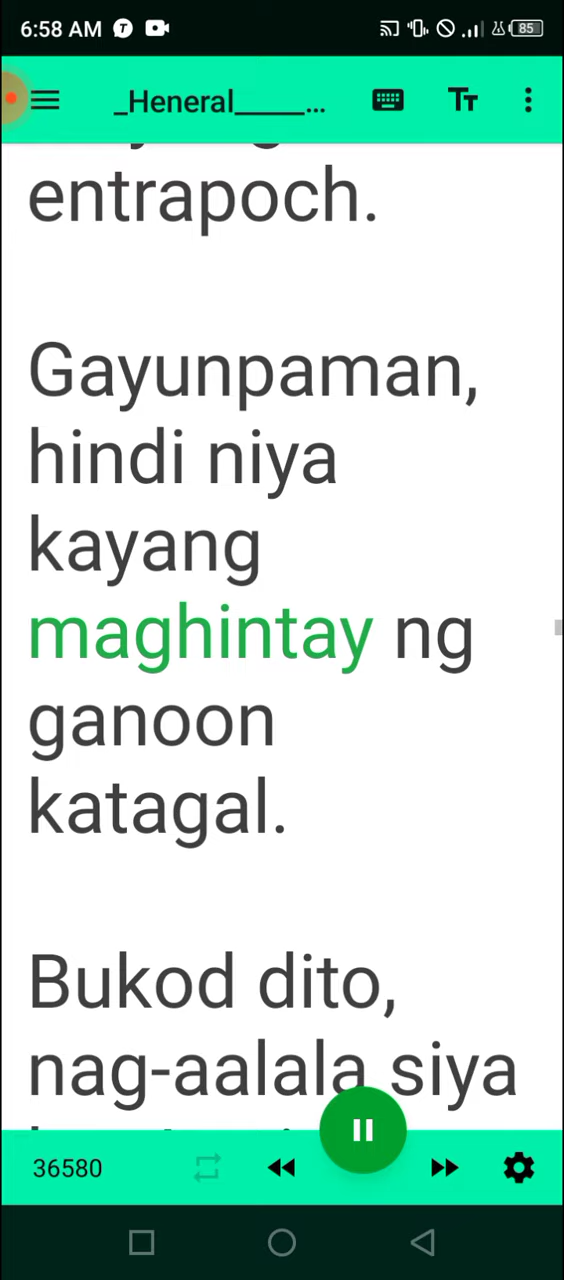 6:58 AM
85
_Heneral_____...
entrapoch.
Gayunpaman,
hindi niya
kayang
maghintay ng
ganoon
katagal.
Bukod dito,
nag-aalala siya
36580